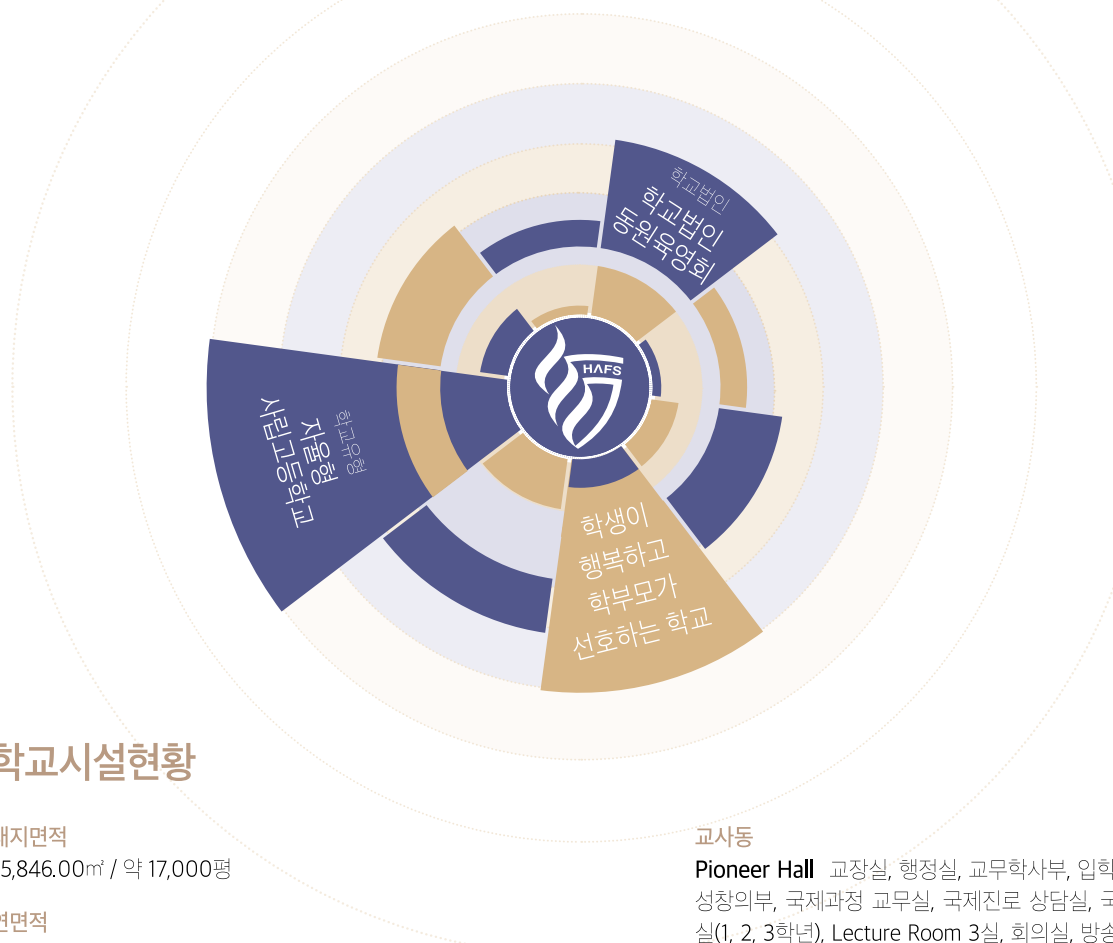 학교법인
학교법인
동원육영회
HAFS
학교유형
자율형
사립고등학교
학생이
행복하고
학부모가
선호하는 학교
학교시설현황
대지면적
5,846.00㎡ / 약 17,000평
연면적
교사동
Pioneer Hall 교장실, 행정실, 교무학사부, 입학
성창의부, 국제과정 교무실, 국제진로 상담실, 국
실(1, 2, 3학년), Lecture Room 3실, 회의실, 방송